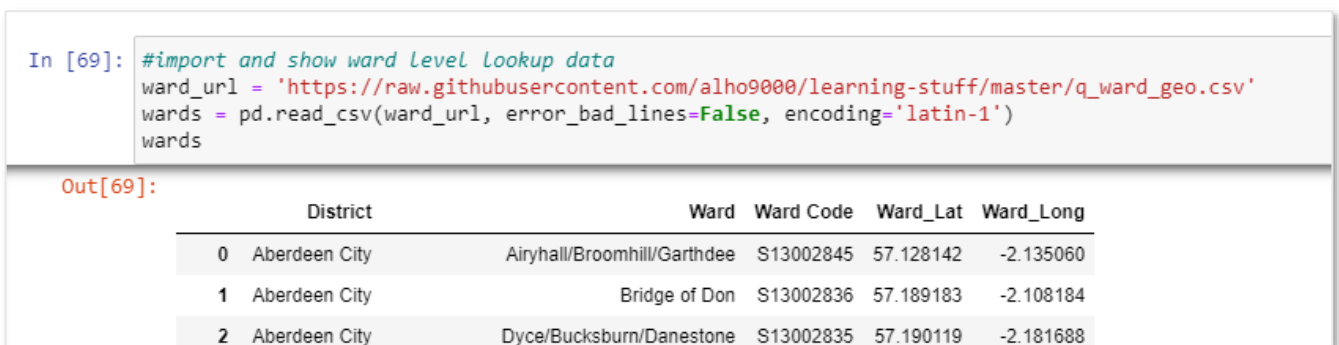 In [69]: #import and show ward level lookup data
ward_url = 'https://raw.githubusercontent.com/alho9000/learning-stuff/master/q_ward_geo.csv'
wards = pd.read_csv(ward_url, error_bad_lines=False, encoding='latin-1')
wards
Out[69]:
District Ward Ward Code Ward_Lat Ward_Long
0 Aberdeen City Airyhall/Broomhill/Garthdee S13002845 57.128142 -2.135060
1 Aberdeen City Bridge of Don S13002836 57.189183 -2.108184
2 Aberdeen City Dyce/Bucksburn/Danestone S13002835 57.190119 -2.181688